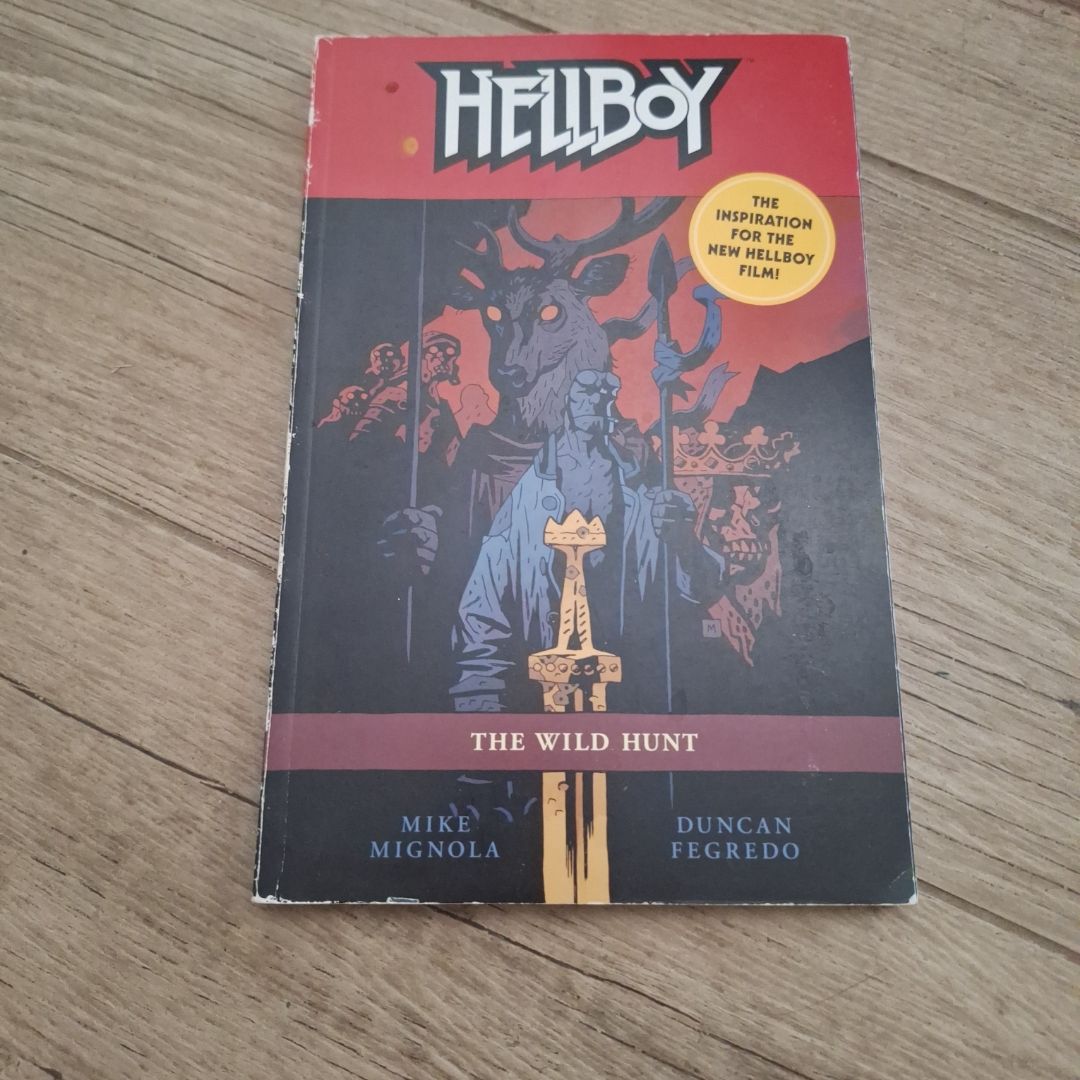 HELLBOY
THE
INSPIRATION
FOR THE
NEW HELLBOY
FILM!
M
THE WILD HUNT
MIKE
MIGNOLA
DUNCAN
FEGREDO